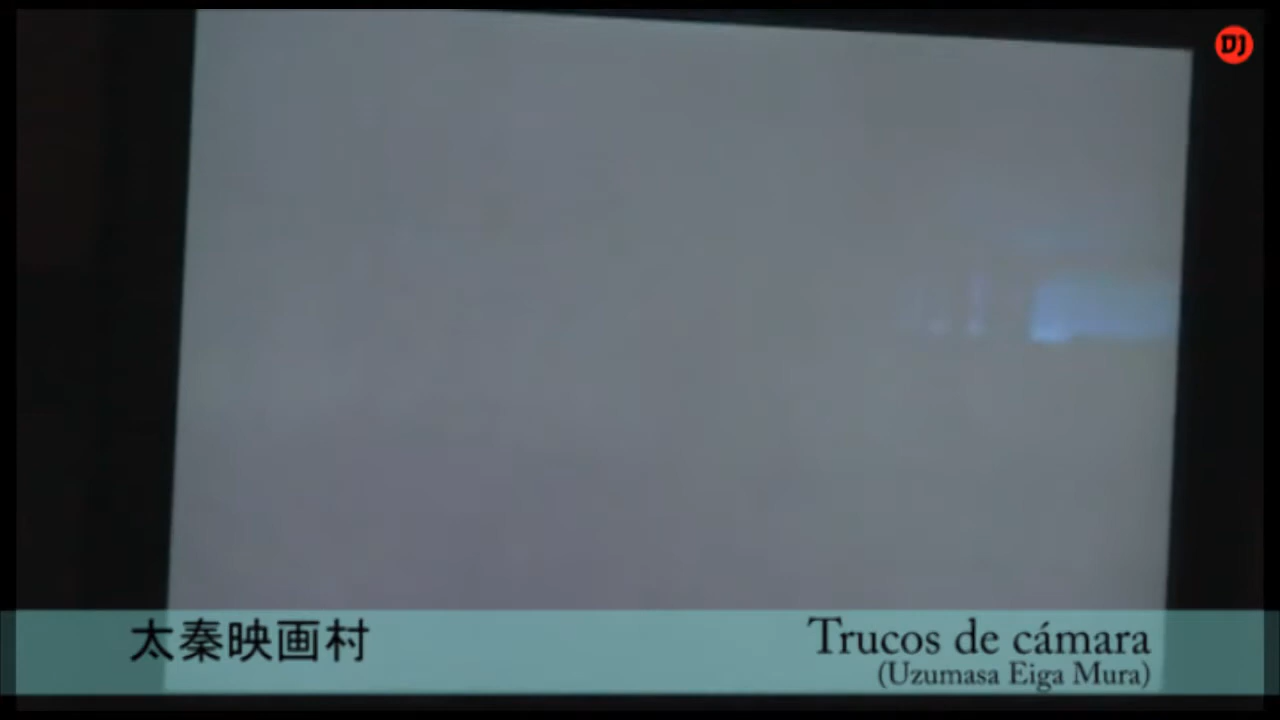 DJ
太秦映画村
Trucos de cámara
(Uzumasa Eiga Mura)